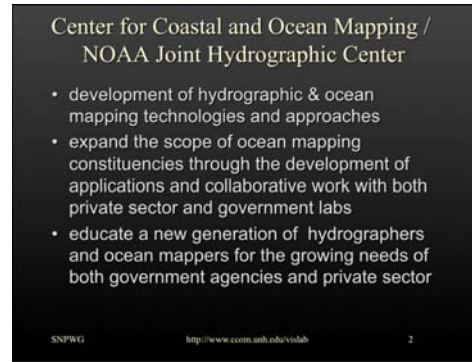 Center for Coastal and Ocean Mapping /
NOAA Joint Hydrographic Center
• development of hydrographic & ocean
mapping technologies and approaches
• expand the scope of ocean mapping
constituencies through the development of
applications and collaborative work with both
private sector and government labs
• educate a new generation of hydrographers
and ocean mappers for the growing needs of
both government agencies and private sector
SNPWG http://www.ccom.unh.edu/vislab 2